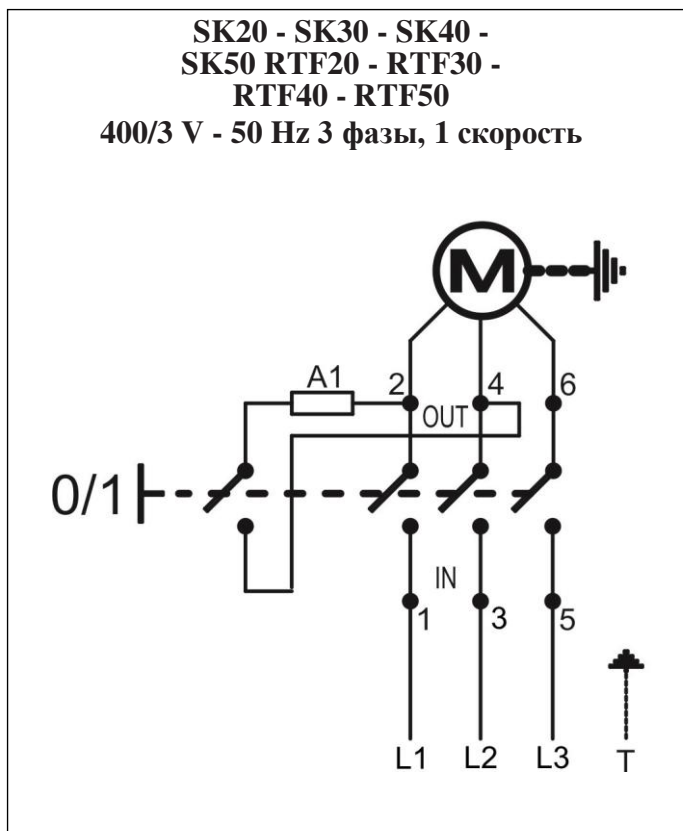 SK20 - SK30 - SK40 -
SK50 RTF20 - RTF30 -
RTF40 - RTF50
400/3 V - 50 Hz 3 фазы, 1 скорость
M
A1
2
4
6
OUT
0/1
IN
1
3
5
L1
L2
L3
T